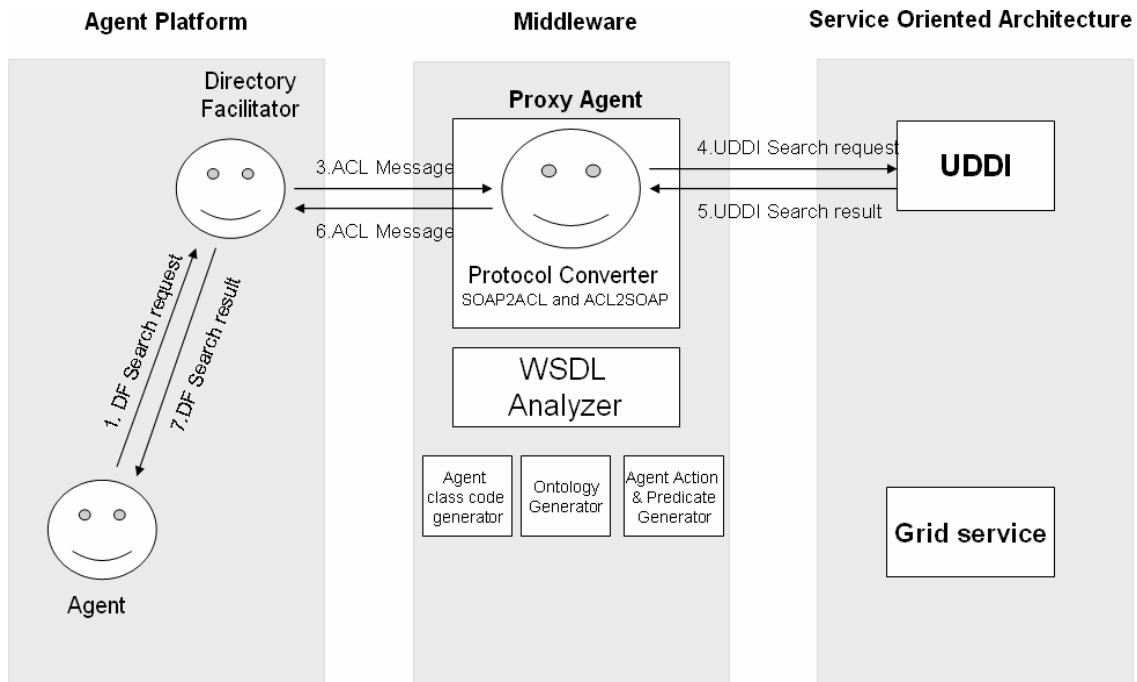 Agent Platform
Middleware
Service Oriented Architecture
Directory
Facilitator
Proxy Agent
3.ACL Message
4.UDDI Search request
UDDI
6.ACL Message
5.UDDI Search result
Protocol Converter
SOAP2ACL and ACL2SOAP
1. DF Search request
7.DF Search result
WSDL
Analyzer
Agent
class code
generator
Ontology
Generator
Agent Action
& Predicate
Generator
Grid service
Agent